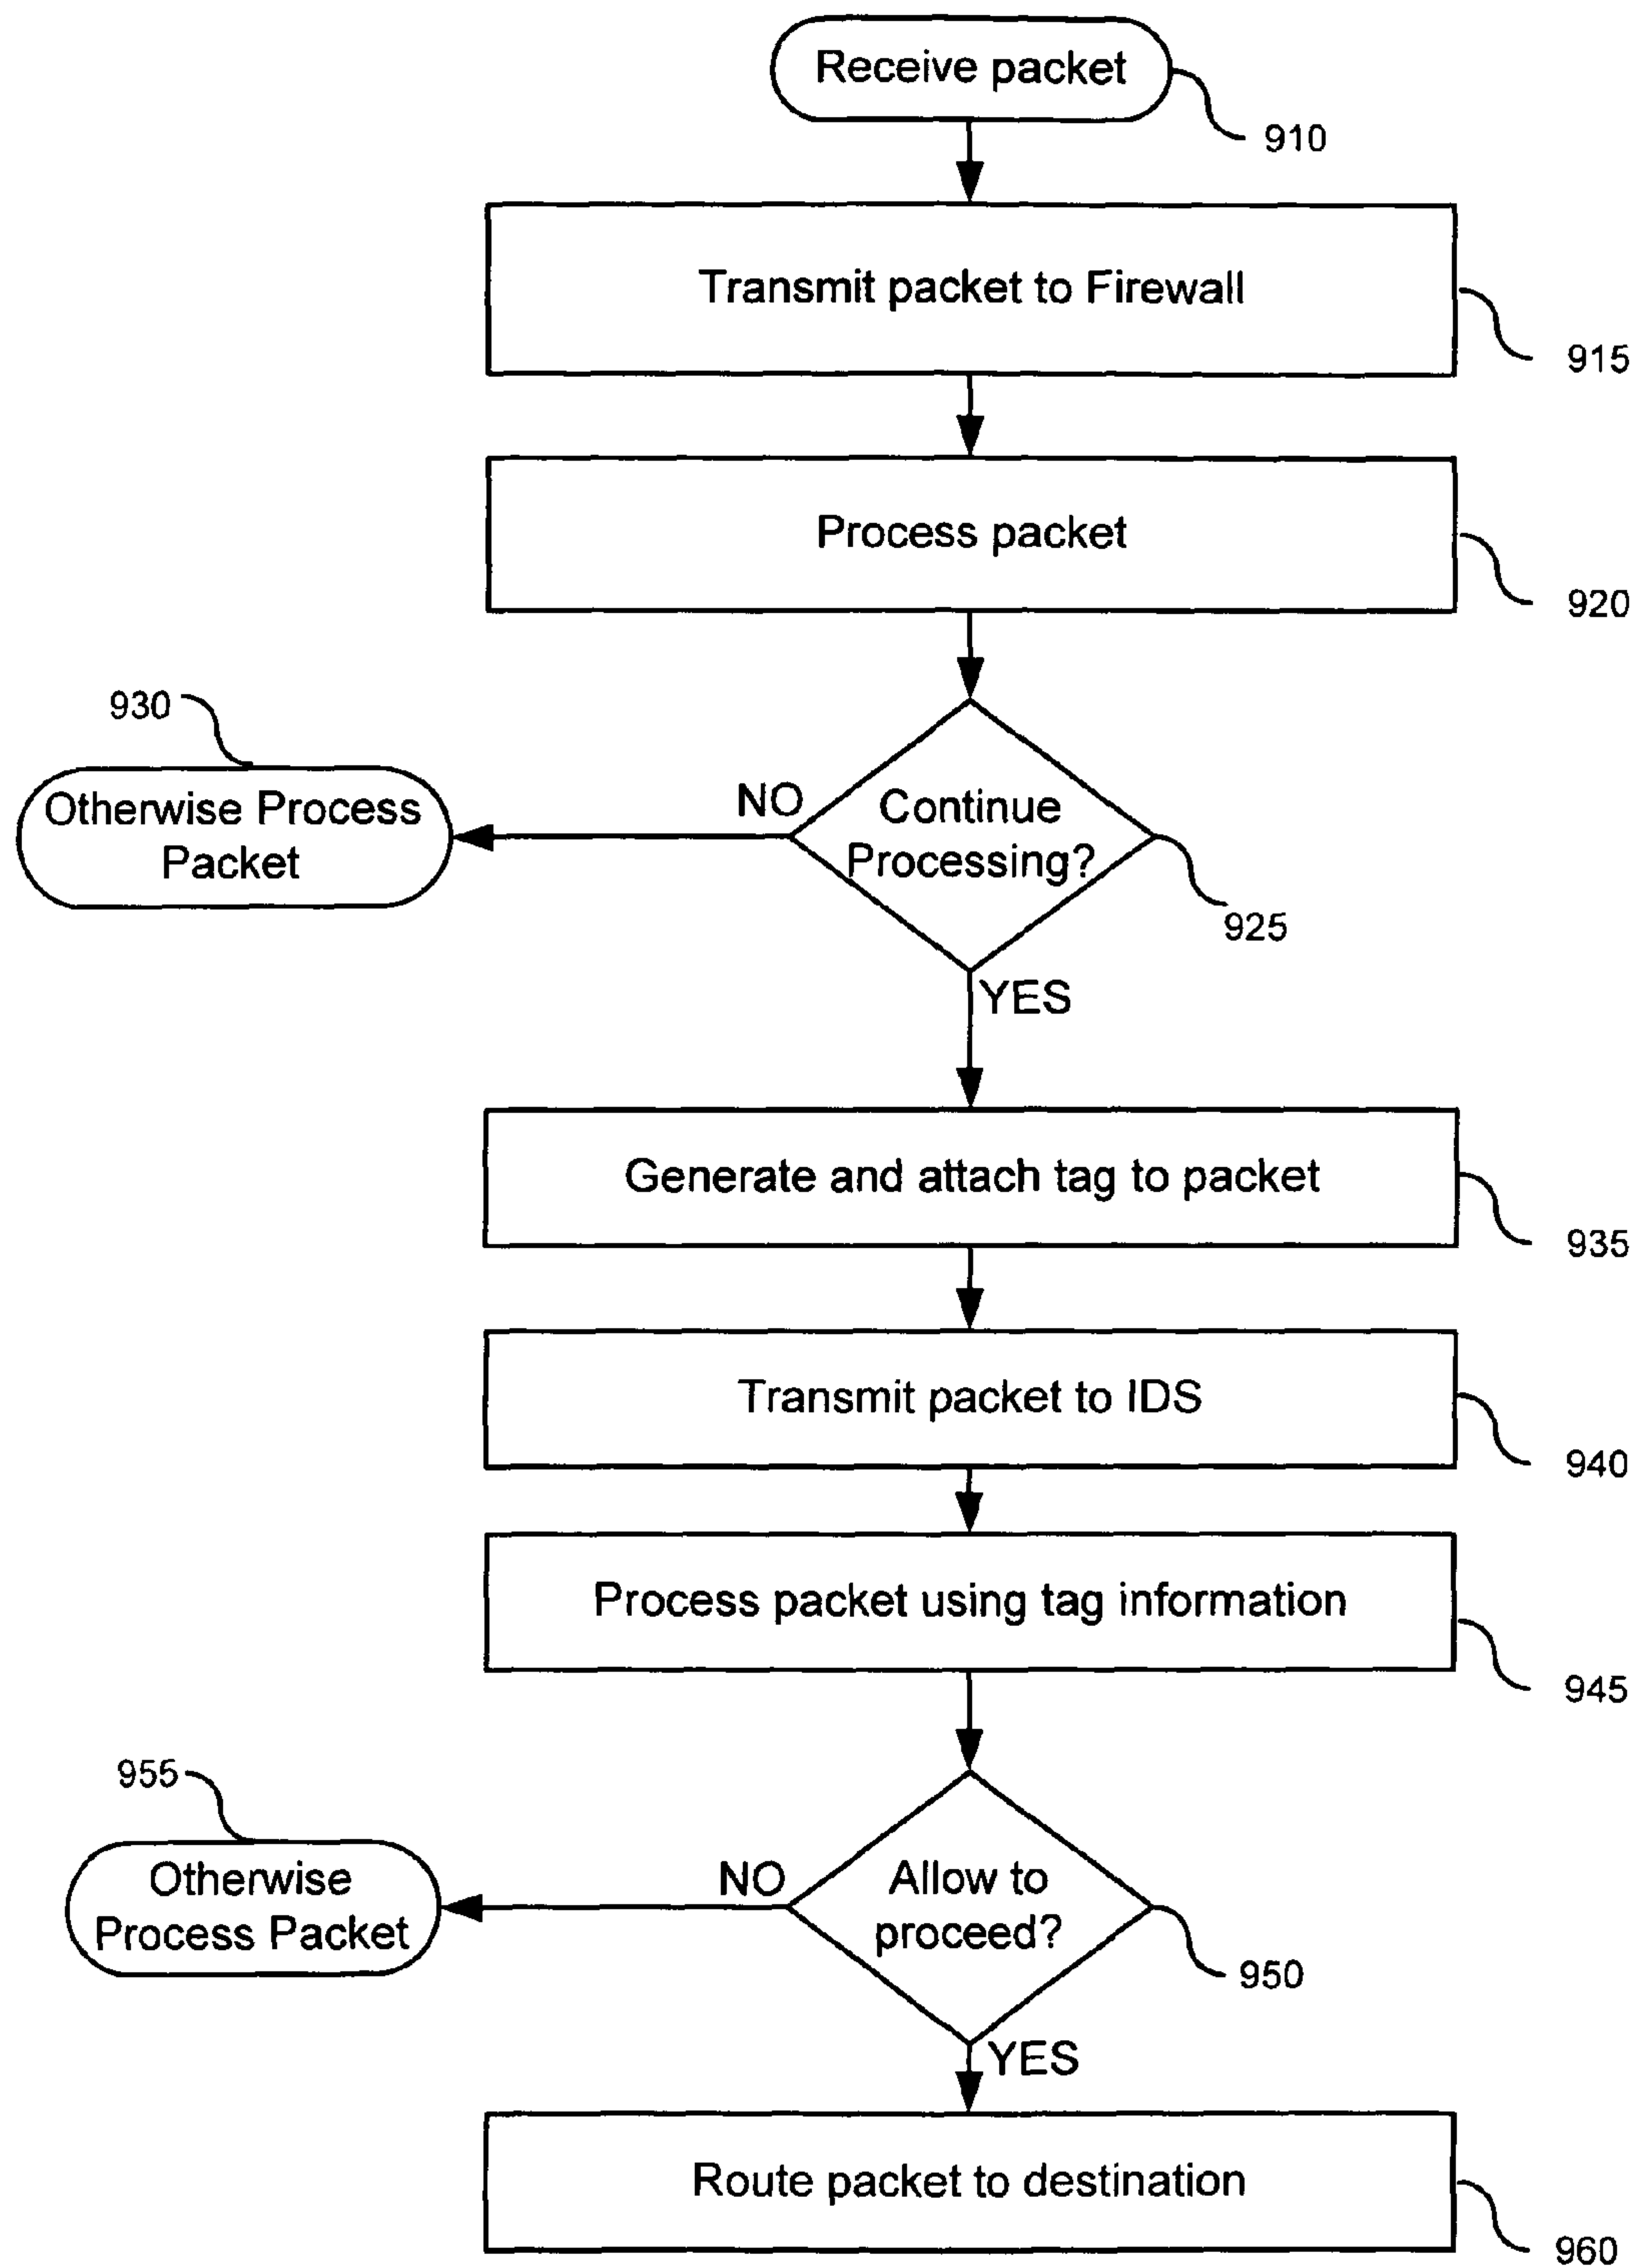 Receive packet
910
Transmit packet to Firewall
915
Process packet
920
930
Otherwise Process
Packet
NO
Continue
Processing?
925
YES
Generate and attach tag to packet
935
Transmit packet to IDS
940
Process packet using tag information
945
955
Otherwise
Process Packet
NO
Allow to
proceed?
950
YES
Route packet to destination
960